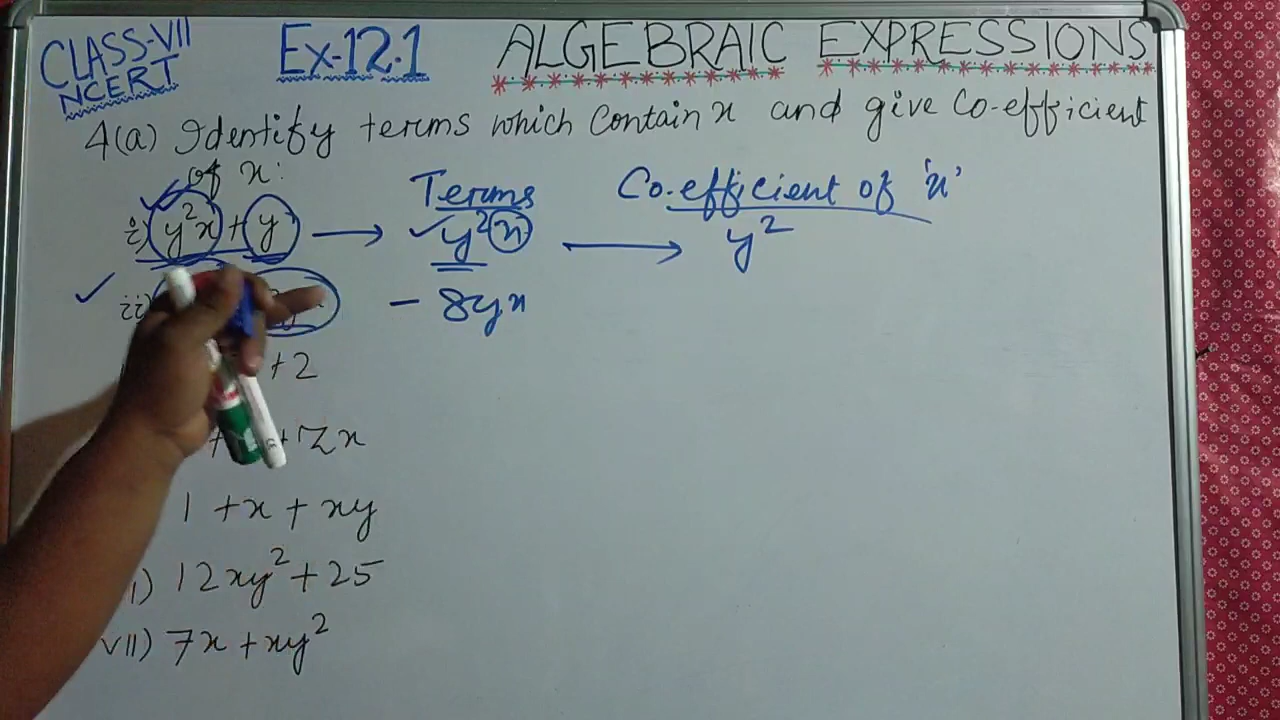 CLASS-VII
NCERT
Ex-12.1
ALGEBRAIC EXPRESSIONS
4(a) Identify terms which contain x and give Co-efficient
of x:
Terms
Co-efficient of 'x'
i) y²x + y → y²x → y²
ii) - 8yx
+ 2
+ zx
1 + x + xy
i) 12xy² + 25
VII) 7x + xy²